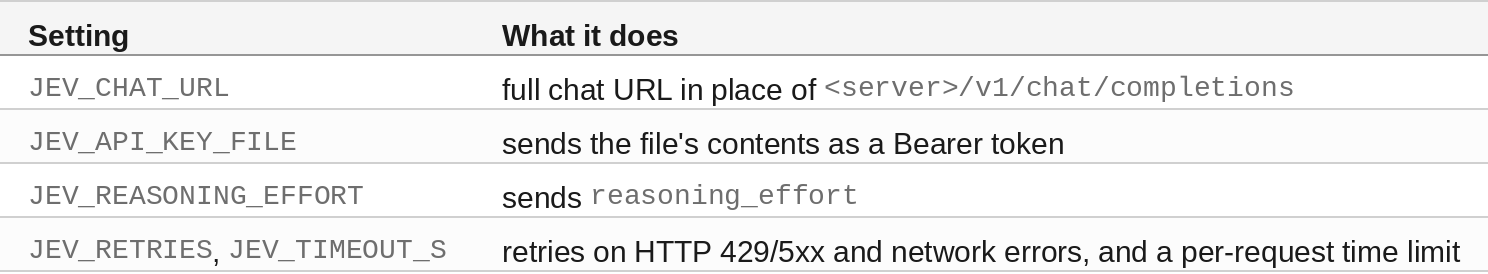 Setting What it does
JEV_CHAT_URL full chat URL in place of <server>/v1/chat/completions
JEV_API_KEY_FILE sends the file's contents as a Bearer token
JEV_REASONING_EFFORT sends reasoning_effort
JEV_RETRIES, JEV_TIMEOUT_S retries on HTTP 429/5xx and network errors, and a per-request time limit